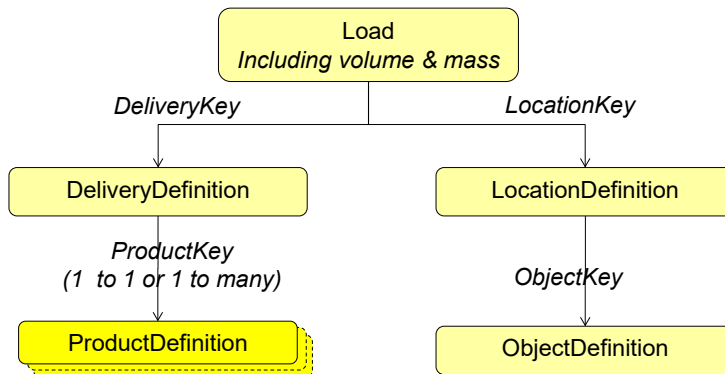 Load
Including volume & mass
DeliveryKey
LocationKey
DeliveryDefinition
LocationDefinition
ProductKey
(1 to 1 or 1 to many)
ObjectKey
ProductDefinition
ObjectDefinition